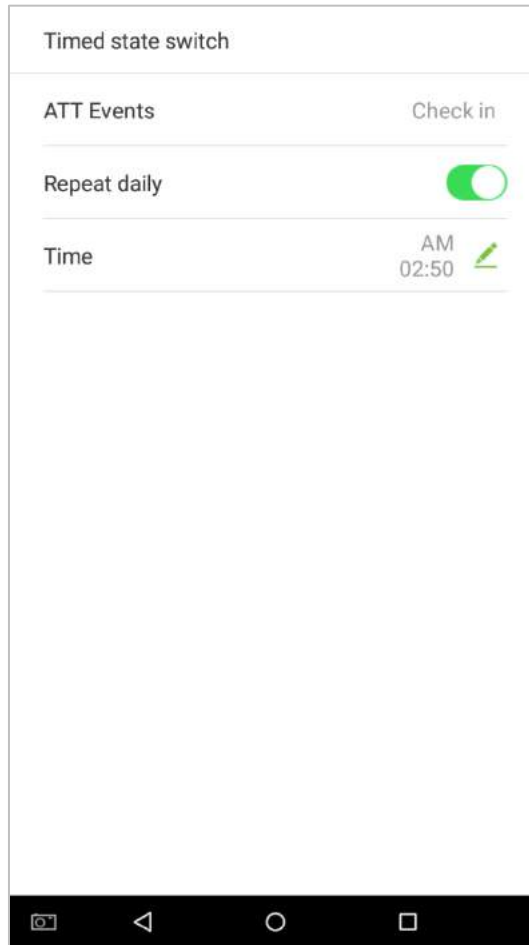 Timed state switch
ATT Events Check in
Repeat daily
Time AM
02:50